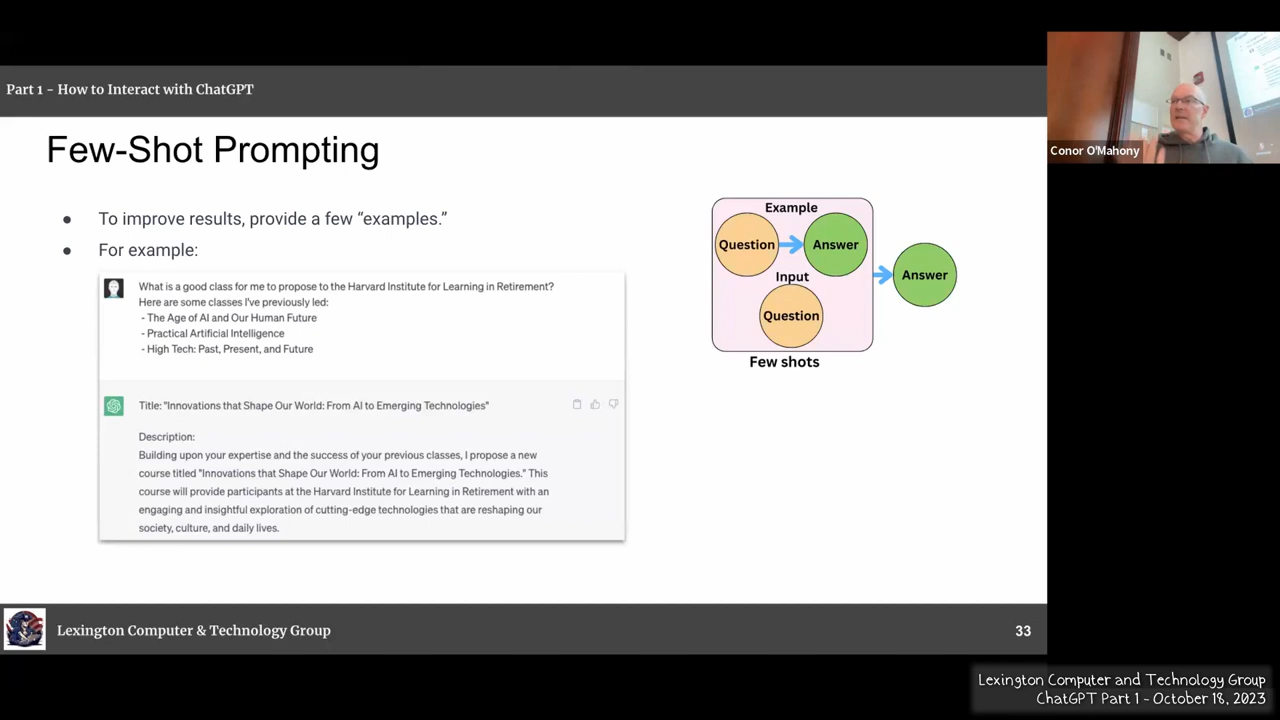 Part 1 - How to Interact with ChatGPT
Conor O'Mahony
Few-Shot Prompting
● To improve results, provide a few “examples.”
● For example:
What is a good class for me to propose to the Harvard Institute for Learning in Retirement?
Here are some classes I've previously led:
- The Age of AI and Our Human Future
- Practical Artificial Intelligence
- High Tech: Past, Present, and Future
Title: "Innovations that Shape Our World: From AI to Emerging Technologies"
Description:
Building upon your expertise and the success of your previous classes, I propose a new
course titled "Innovations that Shape Our World: From AI to Emerging Technologies." This
course will provide participants at the Harvard Institute for Learning in Retirement with an
engaging and insightful exploration of cutting-edge technologies that are reshaping our
society, culture, and daily lives.
Example
Question
Answer
Input
Question
Answer
Few shots
Lexington Computer & Technology Group
33
Lexington Computer and Technology Group
ChatGPT Part 1 - October 18, 2023